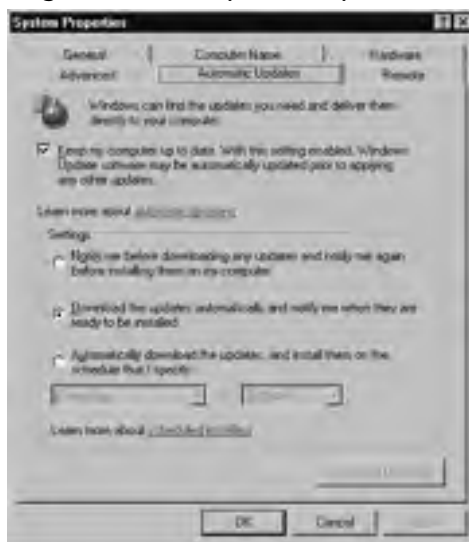 System Properties
General Computer Name Hardware
Advanced Automatic Updates Remote
Windows can find the updates you need and deliver them
directly to your computer.
Keep my computer up to date. With this setting enabled, Windows
Update software may be automatically updated prior to applying
any other updates.
Learn more about automatic updating
Settings
Notify me before downloading any updates and notify me again
before installing them on my computer
Download the updates automatically and notify me when they are
ready to be installed
Automatically download the updates, and install them on the
schedule that I specify
Learn more about scheduled
OK Cancel